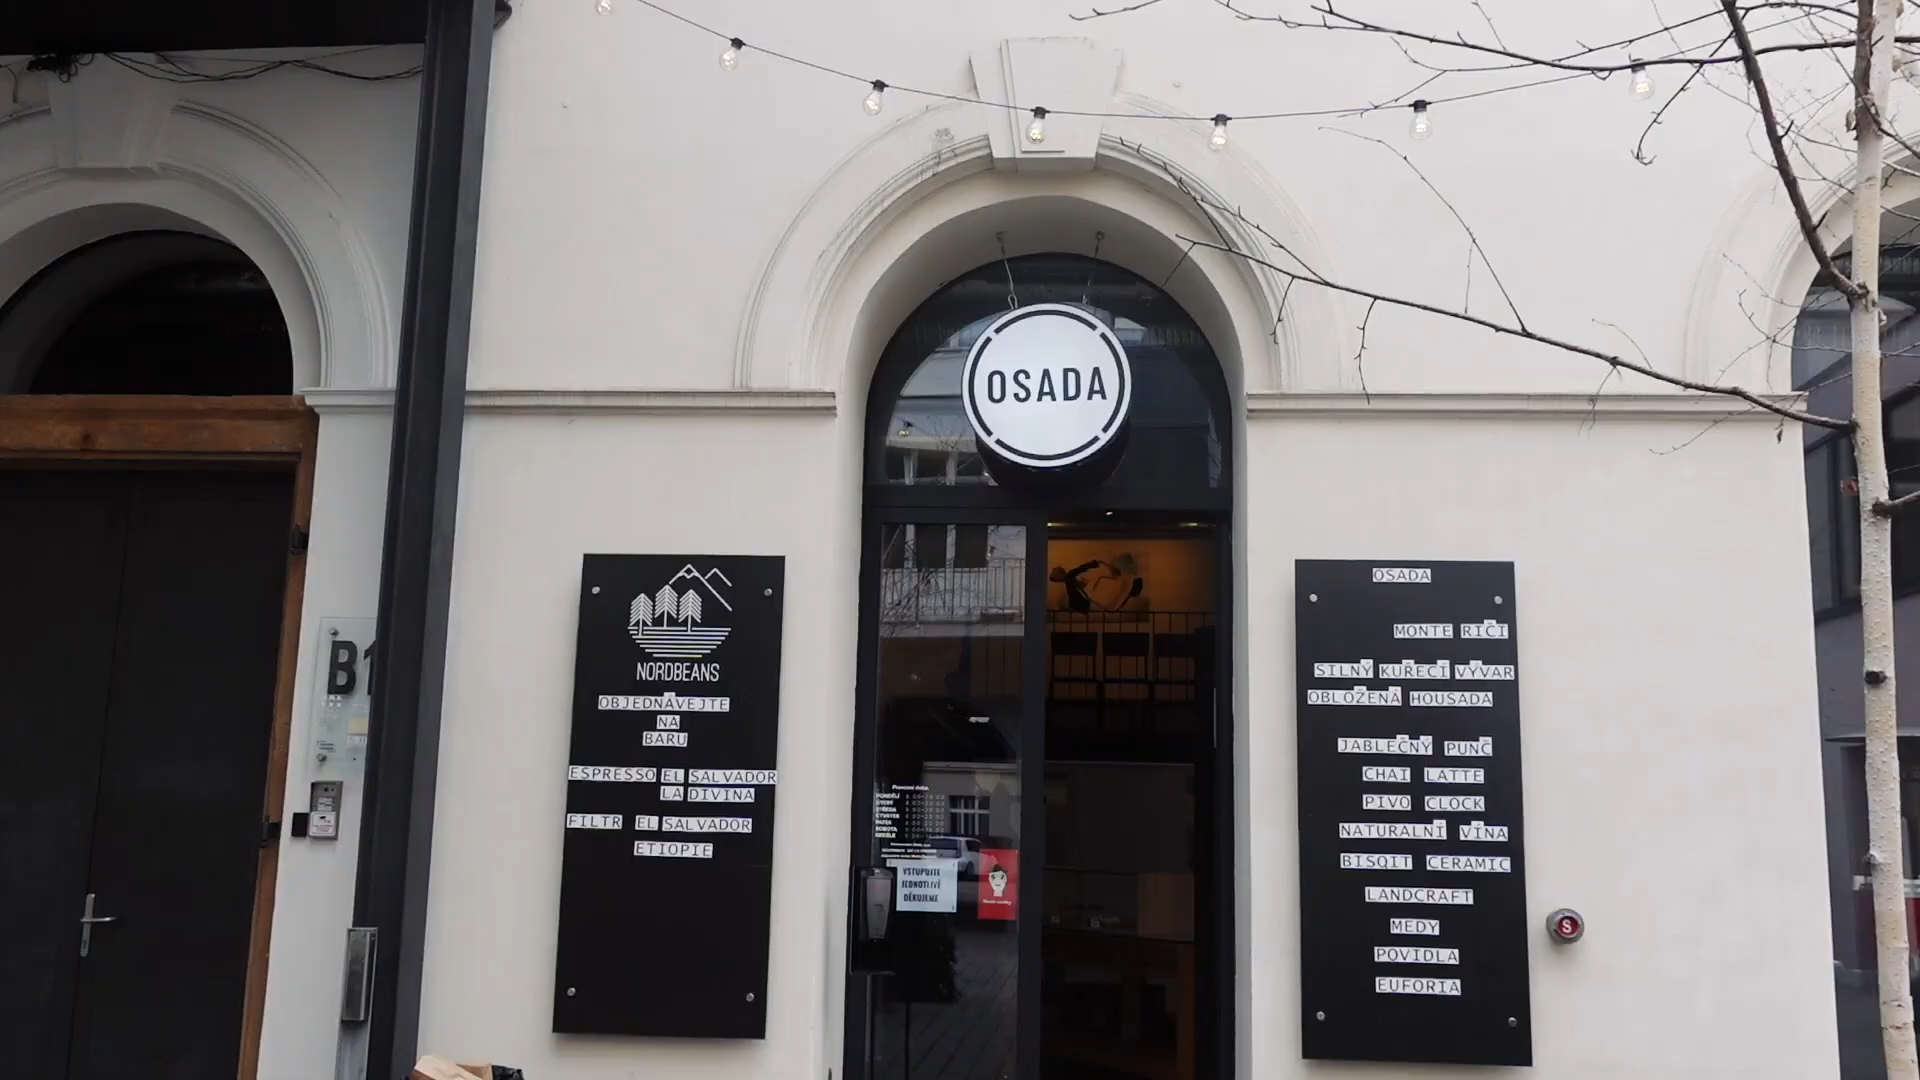 OSADA
B1
NORDBEANS
OBJEDNÁVEJTE
NA
BARU
ESPRESSO EL SALVADOR
LA DIVINA
FILTR EL SALVADOR
ETIOPIE
VSTUPUJTE
JEDNOTLIVĚ
DĚKUJEME
OSADA
MONTE RIČI
SILNÝ KUŘECÍ VÝVAR
OBLOŽENÁ HOUSADA
JABLEČNÝ PUNČ
CHAI LATTE
PIVO CLOCK
NATURALNÍ VÍNA
BISQIT CERAMIC
LANDCRAFT
MEDY
POVIDLA
EUFORIA
S